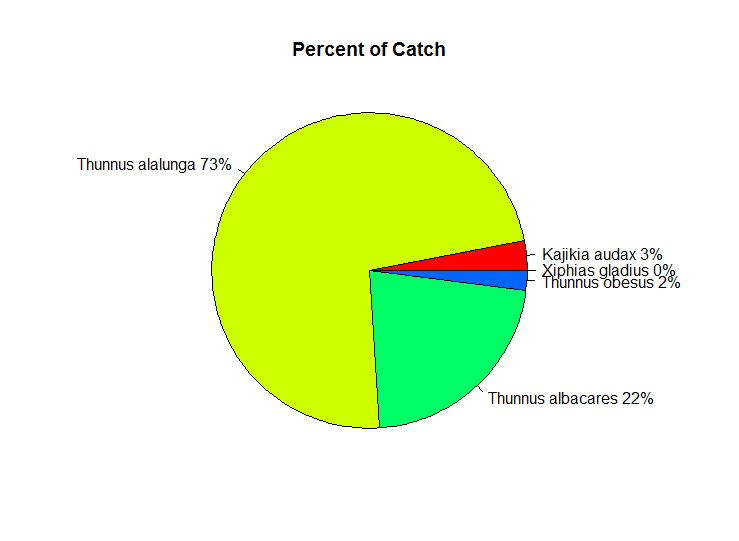 Percent of Catch
Thunnus alalunga 73%
Kajikia audax 3%
Xiphias gladius 0%
Thunnus obesus 2%
Thunnus albacares 22%